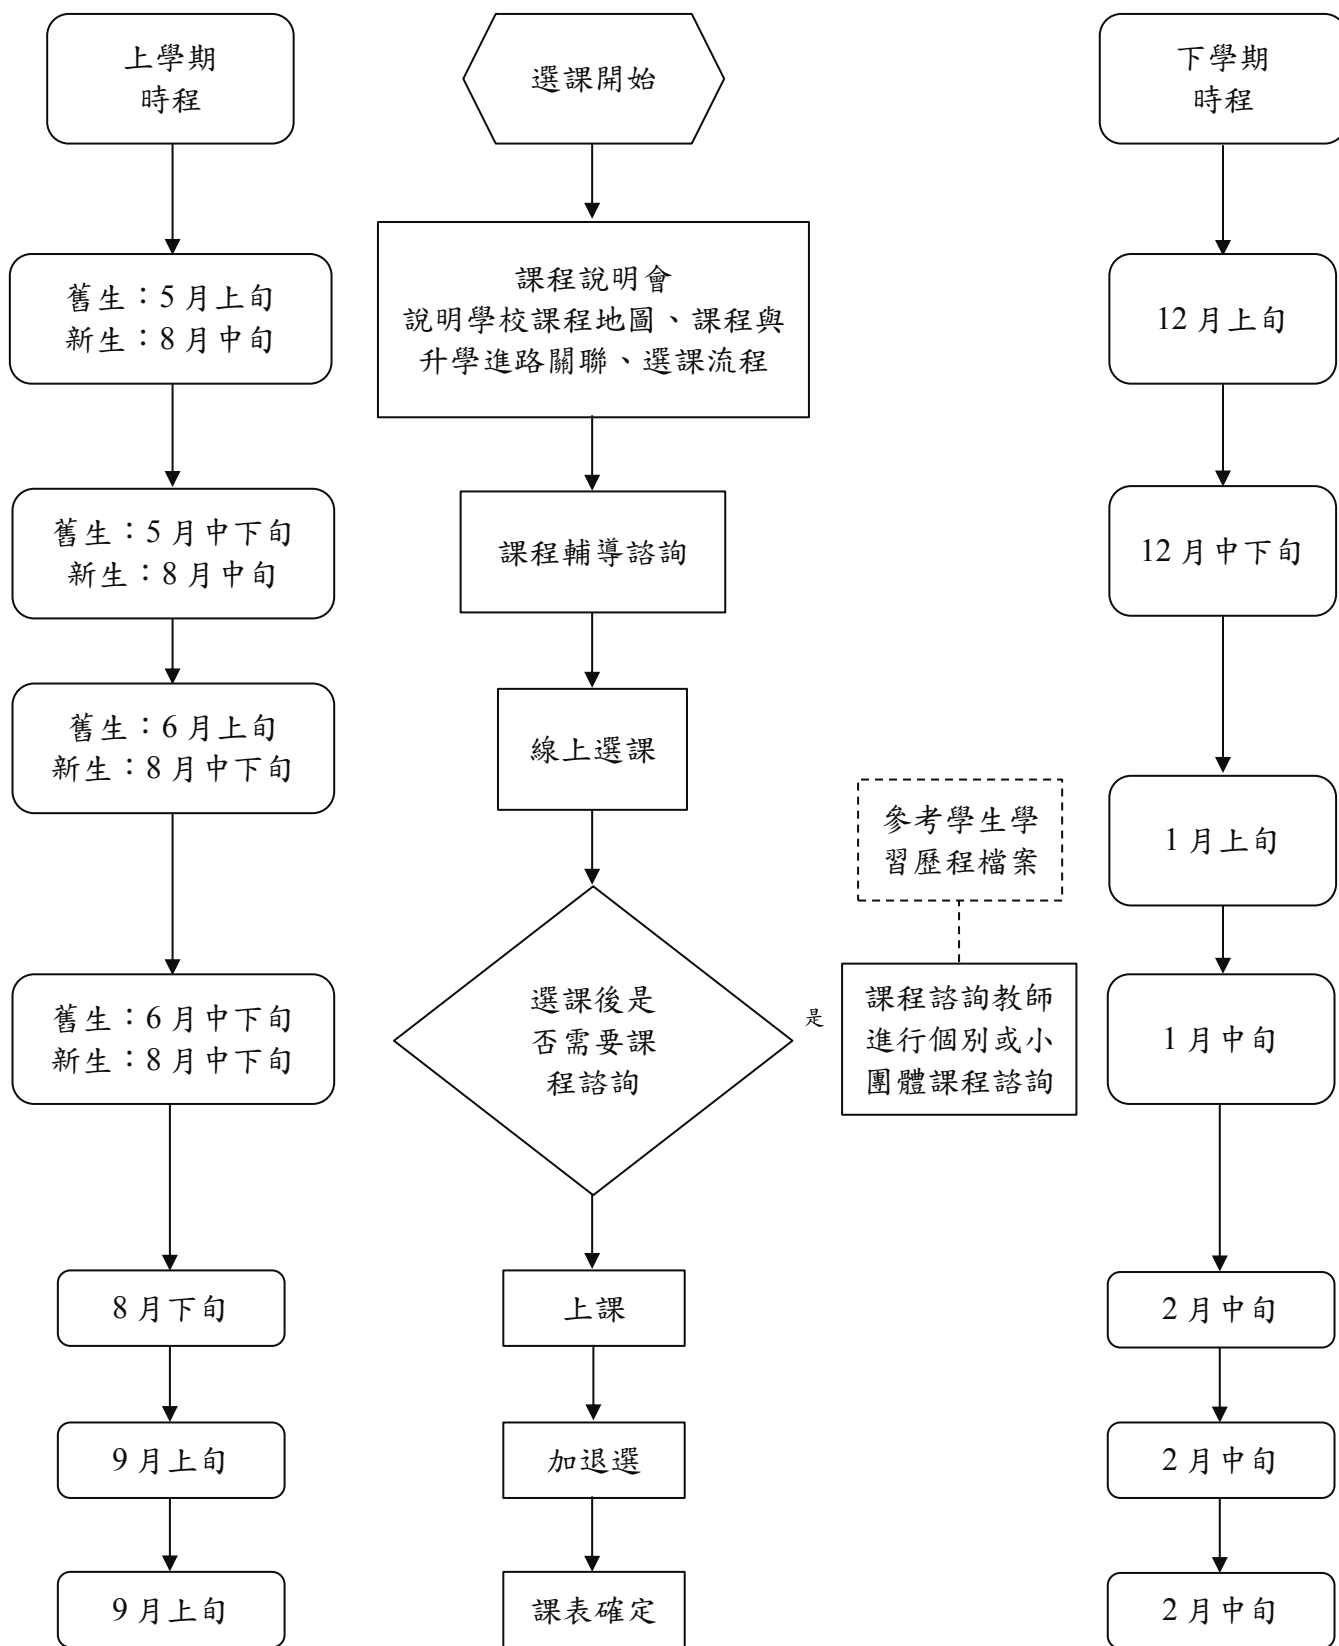 上學期
時程
選課開始
下學期
時程
舊生：5 月上旬
新生：8 月中旬
課程說明會
說明學校課程地圖、課程與
升學進路關聯、選課流程
12 月上旬
舊生：5 月中下旬
新生：8 月中旬
課程輔導諮詢
12 月中下旬
舊生：6 月上旬
新生：8 月中下旬
線上選課
參考學生學
習歷程檔案
1 月上旬
舊生：6 月中下旬
新生：8 月中下旬
選課後是
否需要課
程諮詢
是
課程諮詢教師
進行個別或小
團體課程諮詢
1 月中旬
8 月下旬
上課
2 月中旬
9 月上旬
加退選
2 月中旬
9 月上旬
課表確定
2 月中旬